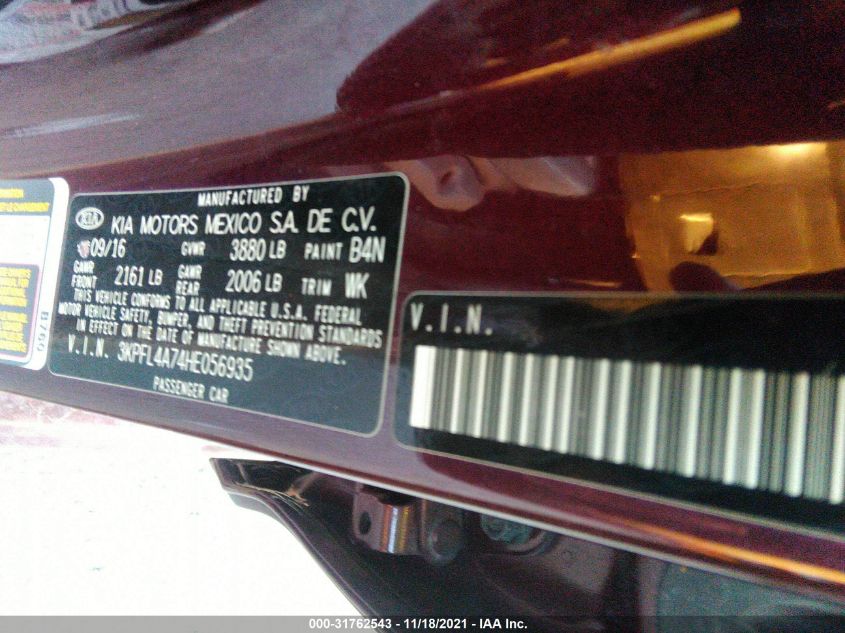 MANUFACTURED BY
KIA KIA MOTORS MEXICO S.A. DE C.V.
09/16 GVWR 3880 LB PAINT B4N
GAWR FRONT 2161 LB GAWR REAR 2006 LB TRIM WK
THIS VEHICLE CONFORMS TO ALL APPLICABLE U.S.A. FEDERAL
MOTOR VEHICLE SAFETY, BUMPER, AND THEFT PREVENTION STANDARDS
IN EFFECT ON THE DATE OF MANUFACTURE SHOWN ABOVE.
V.I.N. 3KPFL4A74HE056935
PASSENGER CAR
V.I.N.
000-31762543 - 11/18/2021 - IAA Inc.